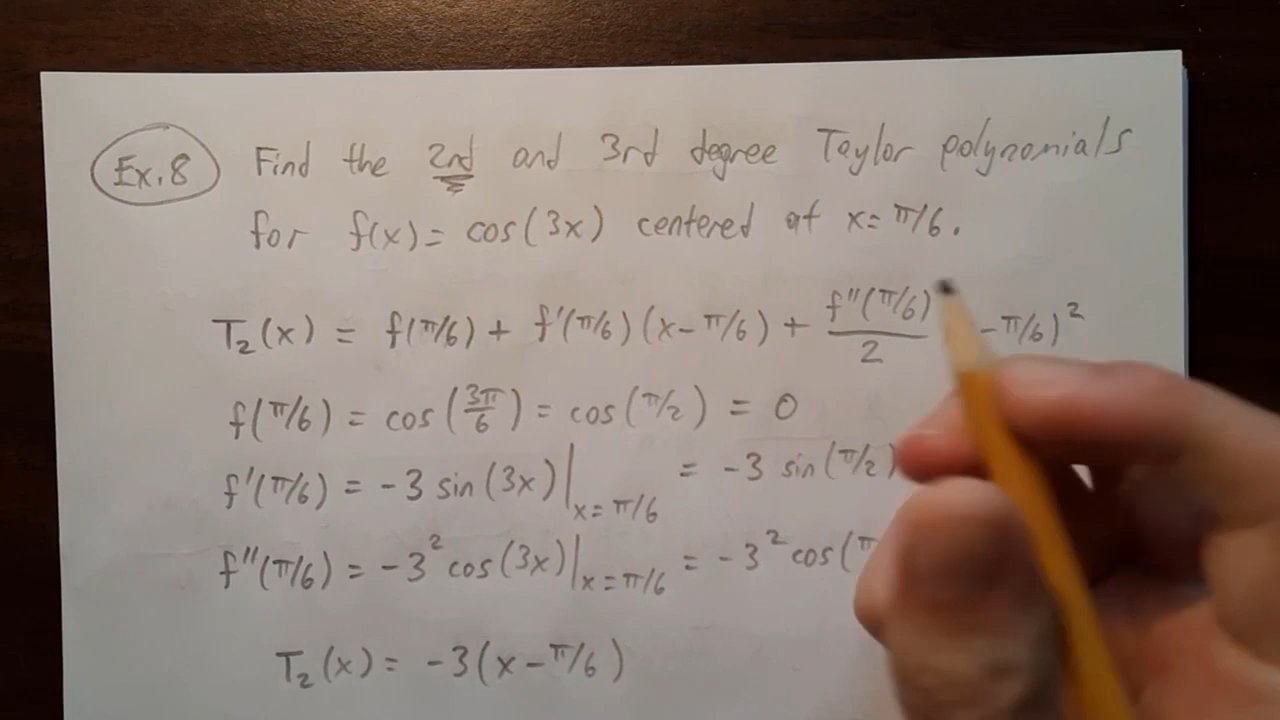 Ex. 8 Find the 2nd and 3rd degree Taylor polynomials
for f(x) = cos(3x) centered at x = π/6.
T₂(x) = f(π/6) + f'(π/6)(x-π/6) + f''(π/6)/2 -π/6)²
f(π/6) = cos(3π/6) = cos(π/2) = 0
f'(π/6) = -3 sin(3x)|x=π/6 = -3 sin(π/2)
f''(π/6) = -3² cos(3x)|x=π/6 = -3² cos(π
T₂(x) = -3(x-π/6)